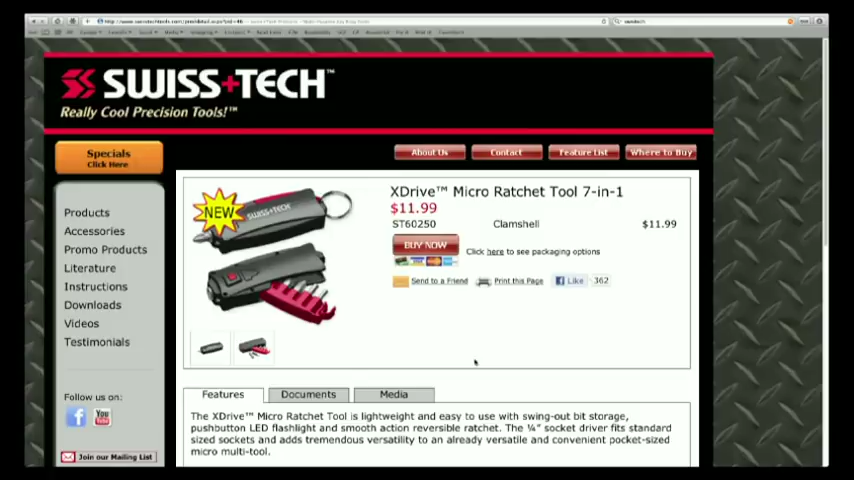 SWISS+TECH™
Really Cool Precision Tools!™
Specials
Click Here
About Us
Contact
Feature List
Where to Buy
Products
Accessories
Promo Products
Literature
Instructions
Downloads
Videos
Testimonials
Follow us on:
You
Join our Mailing List
NEW
SWISS+TECH
XDrive™ Micro Ratchet Tool 7-in-1
$11.99
ST60250 Clamshell $11.99
BUY NOW
Click here to see packaging options
Send to a Friend
Print this Page
Like 362
Features
Documents
Media
The XDrive™ Micro Ratchet Tool is lightweight and easy to use with swing-out bit storage,
pushbutton LED flashlight and smooth action reversible ratchet. The ¼" socket driver fits standard
sized sockets and adds tremendous versatility to an already versatile and convenient pocket-sized
micro multi-tool.